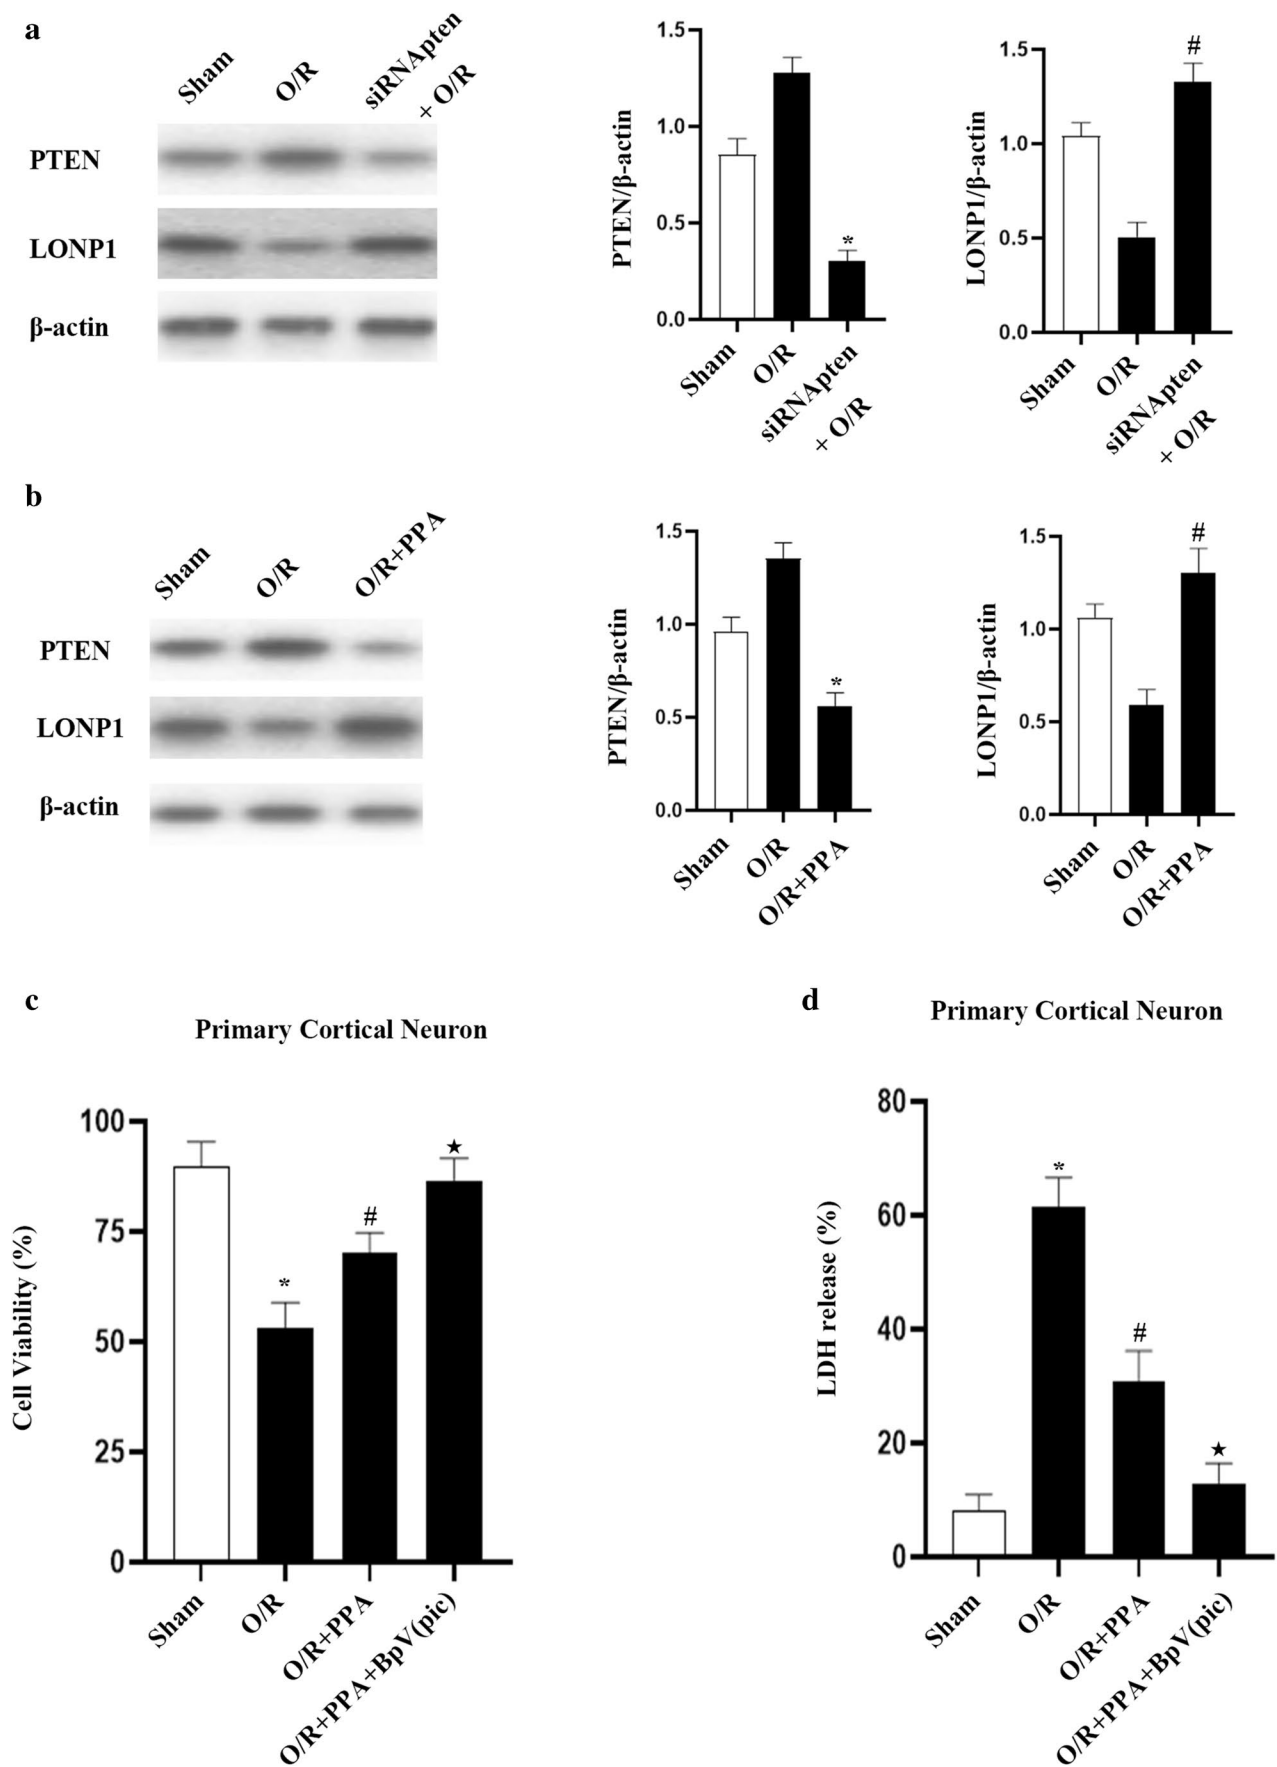 a
Sham
O/R
siRNApten
+ O/R
PTEN
LONP1
β-actin
PTEN/β-actin
1.5
1.0
0.5
0.0
*
Sham
O/R
siRNApten
+ O/R
LONP1/β-actin
1.5
1.0
0.5
0.0
#
Sham
O/R
siRNApten
+ O/R
b
Sham
O/R
O/R+PPA
PTEN
LONP1
β-actin
PTEN/β-actin
1.5
1.0
0.5
0.0
*
Sham
O/R
O/R+PPA
LONP1/β-actin
1.5
1.0
0.5
0.0
#
Sham
O/R
O/R+PPA
c
Primary Cortical Neuron
Cell Viability (%)
100
75
50
25
0
*
#
★
Sham
O/R
O/R+PPA
O/R+PPA+BpV(pic)
d
Primary Cortical Neuron
LDH release (%)
80
60
40
20
0
*
#
★
Sham
O/R
O/R+PPA
O/R+PPA+BpV(pic)